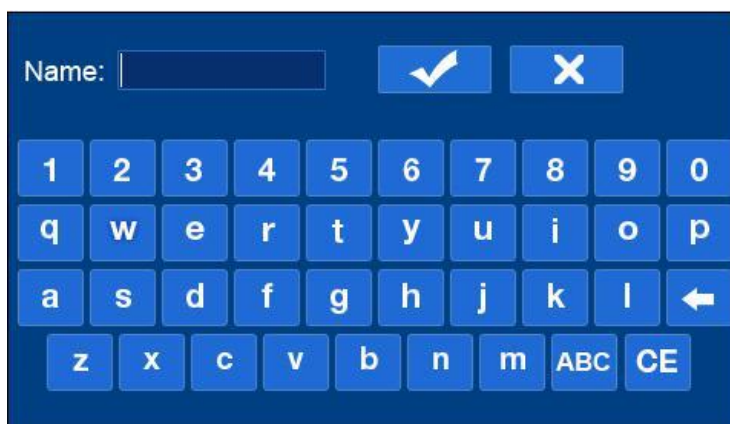 Name:
1 2 3 4 5 6 7 8 9 0
q w e r t y u i o p
a s d f g h j k l
z x c v b n m ABC CE